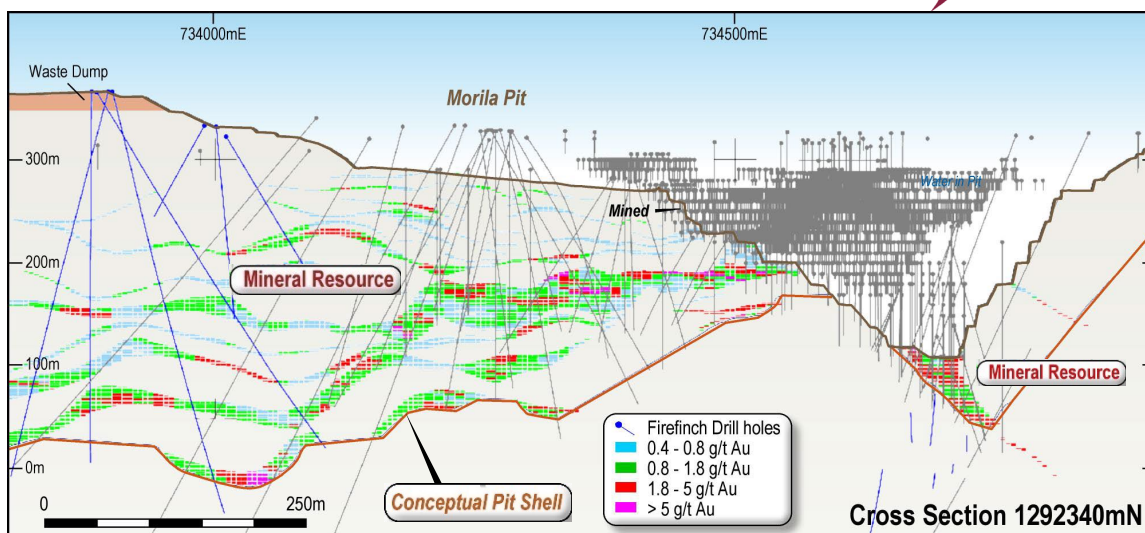 734000mE
734500mE
Waste Dump
Morila Pit
300m
Water in Pit
Mined
200m
Mineral Resource
100m
Mineral Resource
Firefinch Drill holes
0.4 - 0.8 g/t Au
0.8 - 1.8 g/t Au
1.8 - 5 g/t Au
> 5 g/t Au
0m
Conceptual Pit Shell
0
250m
Cross Section 1292340mN